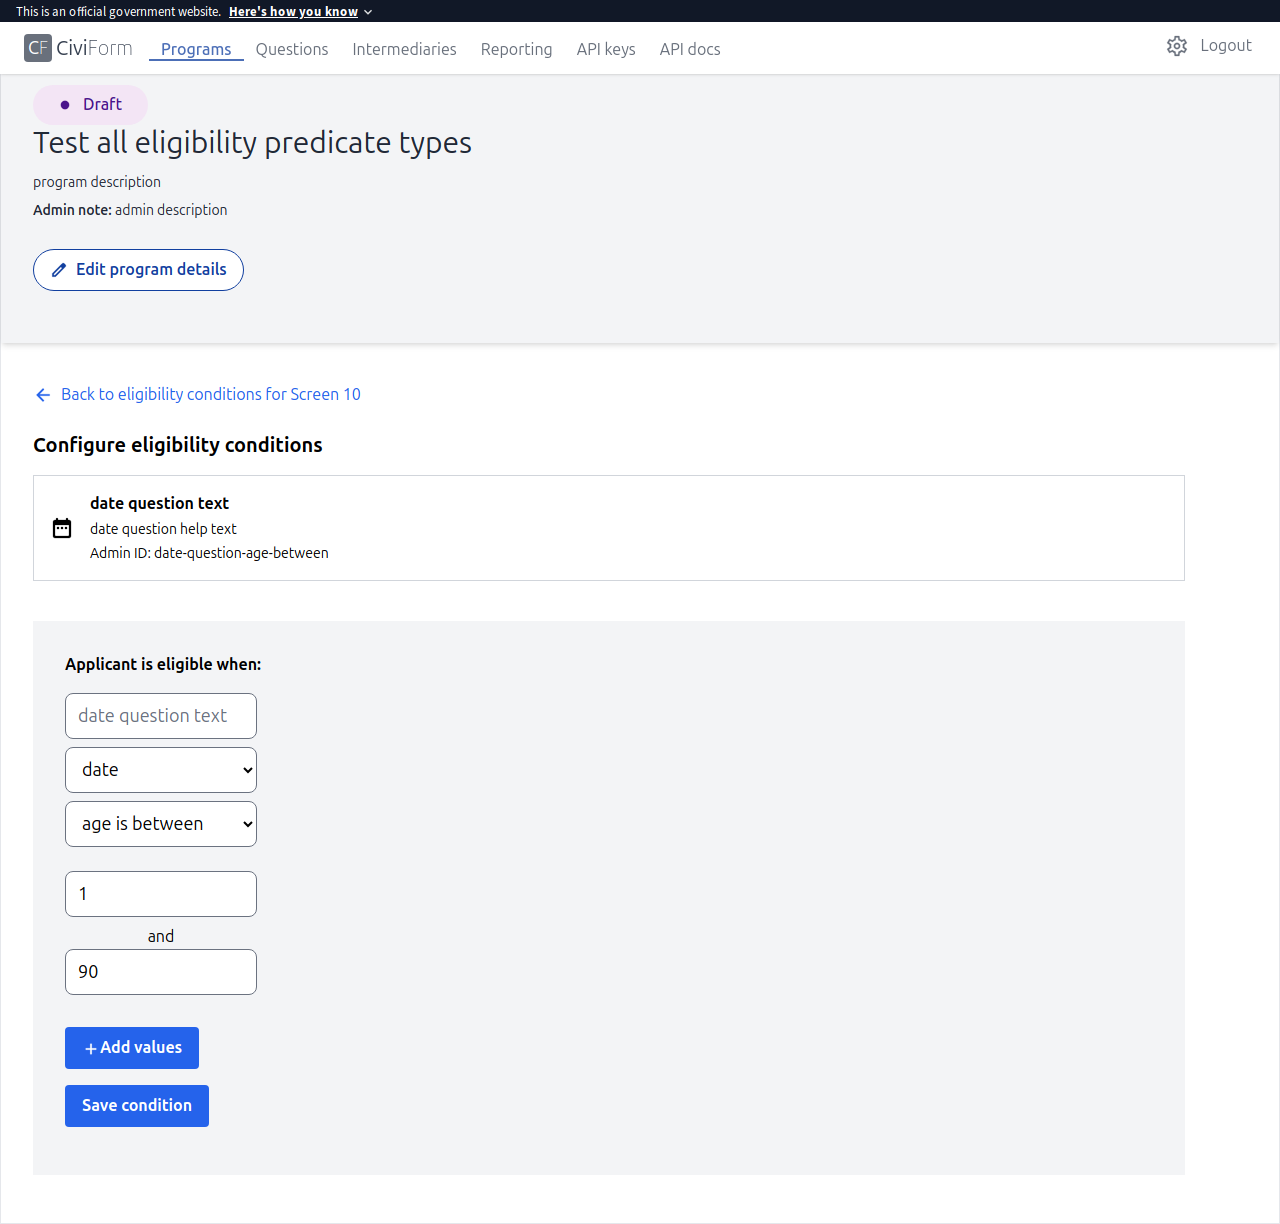 This is an official government website. Here's how you know
CF CiviForm Programs Questions Intermediaries Reporting API keys API docs Logout
Draft
Test all eligibility predicate types
program description
Admin note: admin description
Edit program details
Back to eligibility conditions for Screen 10
Configure eligibility conditions
date question text
date question help text
Admin ID: date-question-age-between
Applicant is eligible when:
date question text
date
age is between
1
and
90
+ Add values
Save condition